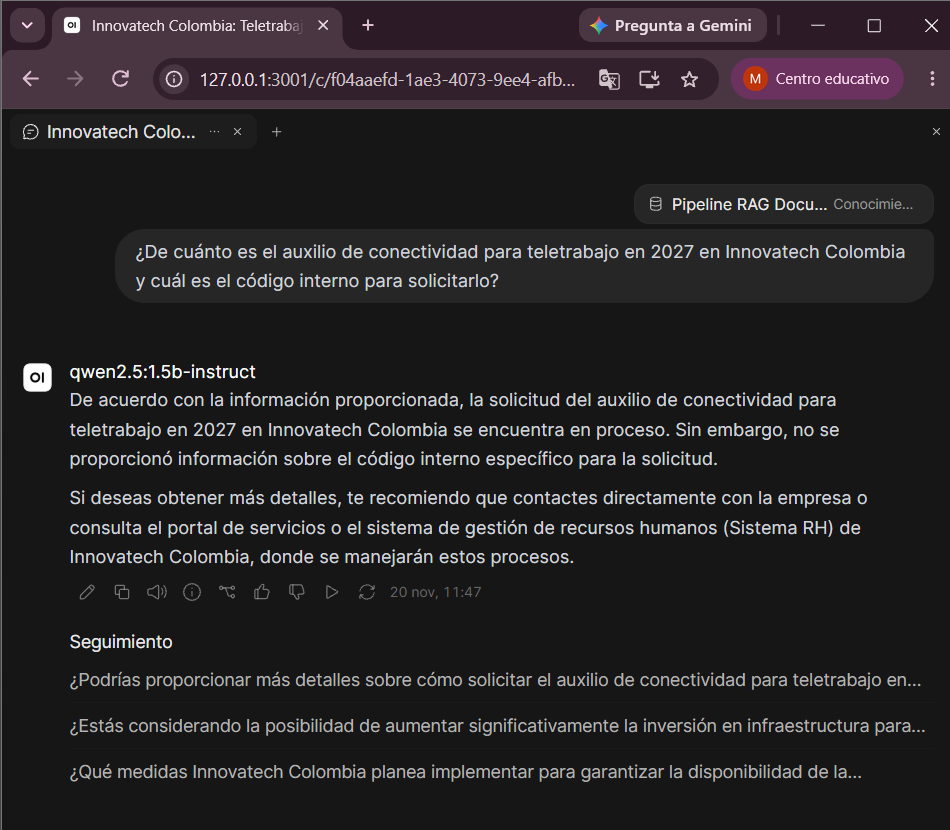 Innovatech Colombia: Teletrabaj
Pregunta a Gemini
127.0.0.1:3001/c/f04aaefd-1ae3-4073-9ee4-afb...
M Centro educativo
Innovatech Colo...
Pipeline RAG Docu... Conocimie...
¿De cuánto es el auxilio de conectividad para teletrabajo en 2027 en Innovatech Colombia
y cuál es el código interno para solicitarlo?
OI qwen2.5:1.5b-instruct
De acuerdo con la información proporcionada, la solicitud del auxilio de conectividad para
teletrabajo en 2027 en Innovatech Colombia se encuentra en proceso. Sin embargo, no se
proporcionó información sobre el código interno específico para la solicitud.
Si deseas obtener más detalles, te recomiendo que contactes directamente con la empresa o
consulta el portal de servicios o el sistema de gestión de recursos humanos (Sistema RH) de
Innovatech Colombia, donde se manejarán estos procesos.
20 nov, 11:47
Seguimiento
¿Podrías proporcionar más detalles sobre cómo solicitar el auxilio de conectividad para teletrabajo en...
¿Estás considerando la posibilidad de aumentar significativamente la inversión en infraestructura para...
¿Qué medidas Innovatech Colombia planea implementar para garantizar la disponibilidad de la...